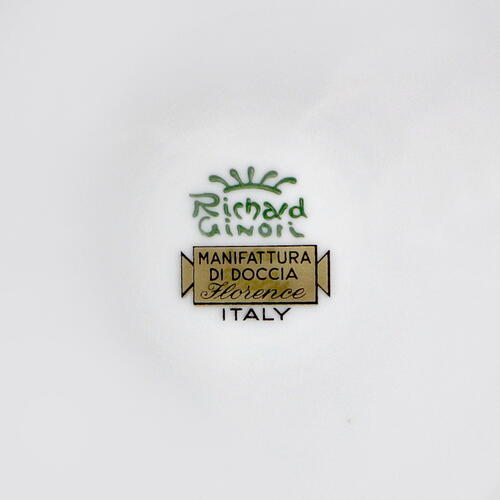 Richard
Ginori
MANIFATTURA
DI DOCCIA
Florence
ITALY